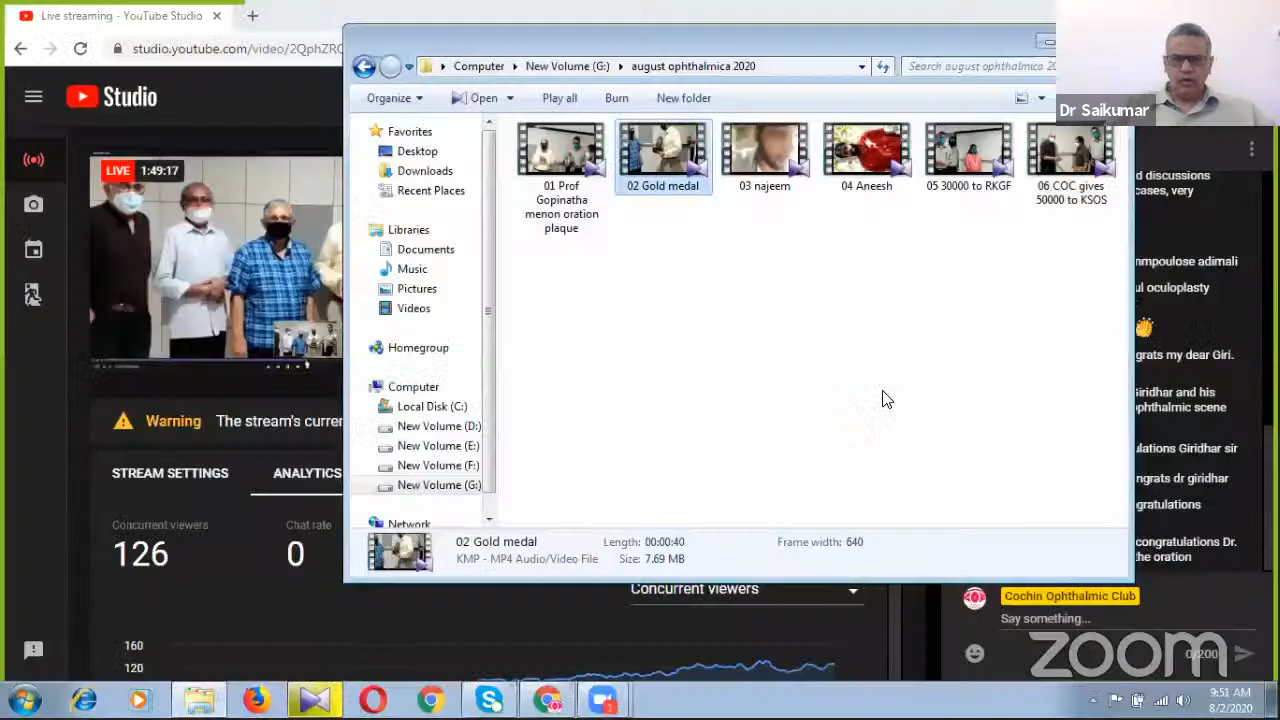 Live streaming - YouTube Studio
studio.youtube.com/video/2QphZRC
Studio
LIVE 1:49:17
Warning The stream's curren
STREAM SETTINGS ANALYTICS
Concurrent viewers
126
Chat rate
0
Computer New Volume (G:) august ophthalmica 2020
Search august ophthalmica 20
Organize Open Play all Burn New folder
Favorites
Desktop
Downloads
Recent Places
Libraries
Documents
Music
Pictures
Videos
Homegroup
Computer
Local Disk (C:)
New Volume (D:)
New Volume (E:)
New Volume (F:)
New Volume (G:)
Network
01 Prof
Gopinatha
menon oration
plaque
02 Gold medal
03 najeem
04 Aneesh
05 30000 to RKGF
06 COC gives
50000 to KSOS
02 Gold medal
Length: 00:00:40
Frame width: 640
KMP - MP4 Audio/Video File
Size: 7.69 MB
Concurrent viewers
160
120
Dr Saikumar
d discussions
cases, very
nmpoulose adimali
ul oculoplasty
grats my dear Giri.
Giridhar and his
ophthalmic scene
ulations Giridhar sir
ngrats dr giridhar
gratulations
congratulations Dr.
the oration
Cochin Ophthalmic Club
Say something...
0/200
zoom
9:51 AM
8/2/2020